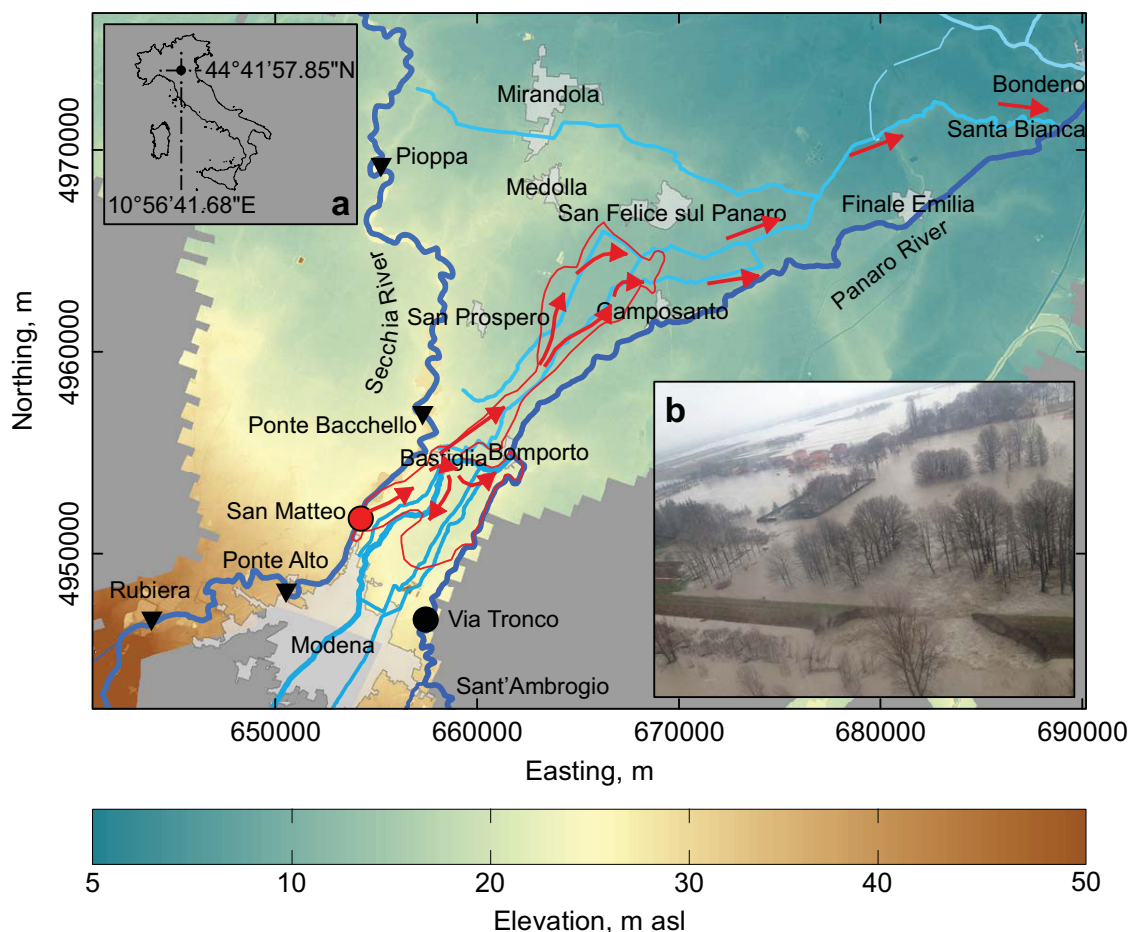 44°41’57.85"N
10°56’41.68"E
a
Mirandola
Bondeno
Santa Bianca
Pioppa
Medolla
San Felice sul Panaro
Finale Emilia
Panaro River
Secchia River
San Prospero
Camposanto
Ponte Bacchello
Bastiglia
Bomporto
San Matteo
Ponte Alto
Rubiera
Modena
Via Tronco
Sant’Ambrogio
b
Northing, m
4970000
4960000
4950000
650000 660000 670000 680000 690000
Easting, m
5 10 20 30 40 50
Elevation, m asl